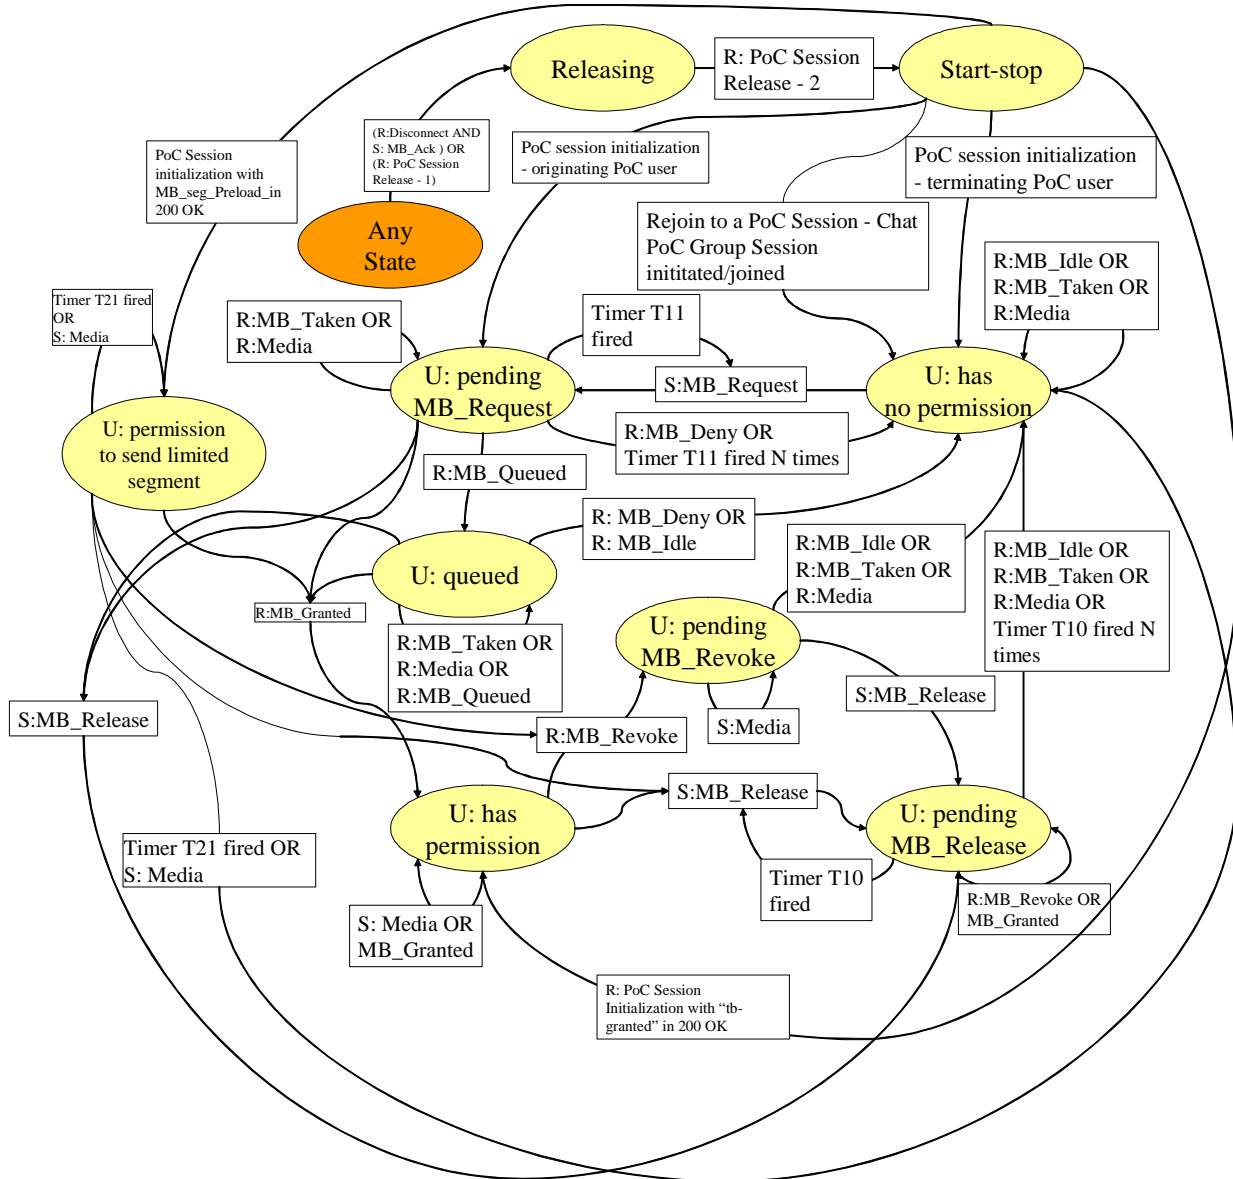 Releasing
R: PoC Session
Release - 2
Start-stop
(R:Disconnect AND
S: MB_Ack ) OR
(R: PoC Session
Release - 1)
PoC Session
initialization with
MB_seg_Preload_in
200 OK
PoC session initialization
- originating PoC user
PoC session initialization
- terminating PoC user
Any
State
Rejoin to a PoC Session - Chat
PoC Group Session
inititated/joined
R:MB_Idle OR
R:MB_Taken OR
R:Media
Timer T21 fired
OR
S: Media
R:MB_Taken OR
R:Media
Timer T11
fired
U: pending
MB_Request
S:MB_Request
U: has
no permission
U: permission
to send limited
segment
R:MB_Deny OR
Timer T11 fired N times
R:MB_Queued
R: MB_Deny OR
R: MB_Idle
R:MB_Idle OR
R:MB_Taken OR
R:Media
R:MB_Idle OR
R:MB_Taken OR
R:Media OR
Timer T10 fired N
times
U: queued
R:MB_Granted
R:MB_Taken OR
R:Media OR
R:MB_Queued
U: pending
MB_Revoke
S:MB_Release
S:MB_Release
R:MB_Revoke
S:Media
S:MB_Release
U: has
permission
U: pending
MB_Release
Timer T21 fired OR
S: Media
Timer T10
fired
R:MB_Revoke OR
MB_Granted
S: Media OR
MB_Granted
R: PoC Session
Initialization with “tb-
granted” in 200 OK